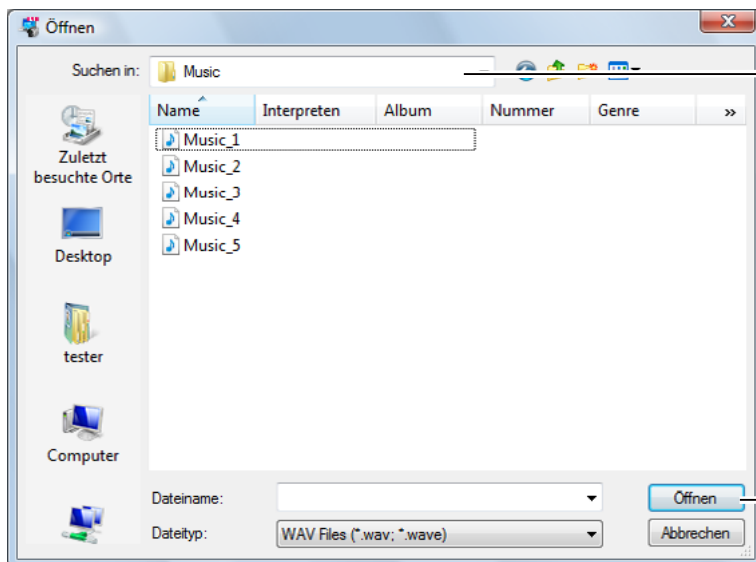 Öffnen
Suchen in: Music
Name Interpreten Album Nummer Genre »
Music_1
Music_2
Music_3
Music_4
Music_5
Zuletzt
besuchte Orte
Desktop
tester
Computer
Dateiname: Öffnen
Dateityp: WAV Files (*.wav; *.wave) Abbrechen